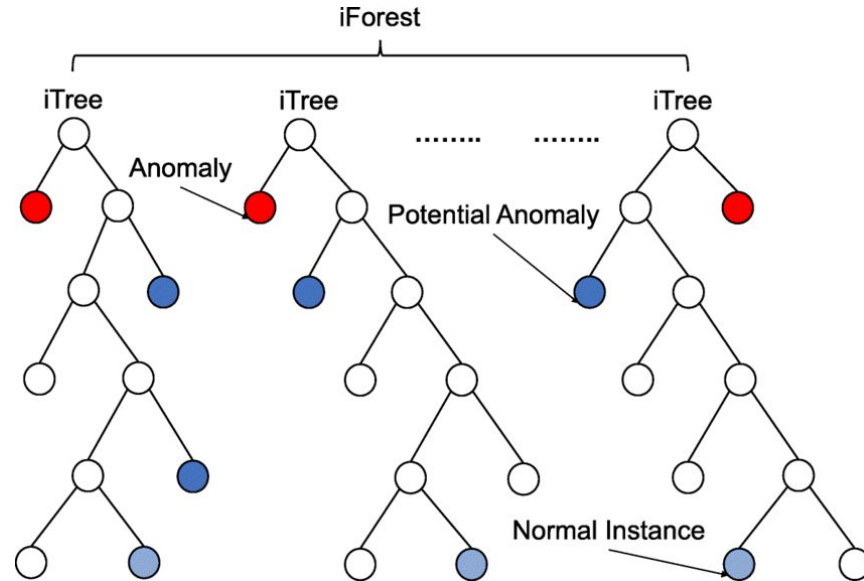 iForest
iTree
iTree
........ ........
iTree
Anomaly
Potential Anomaly
Normal Instance